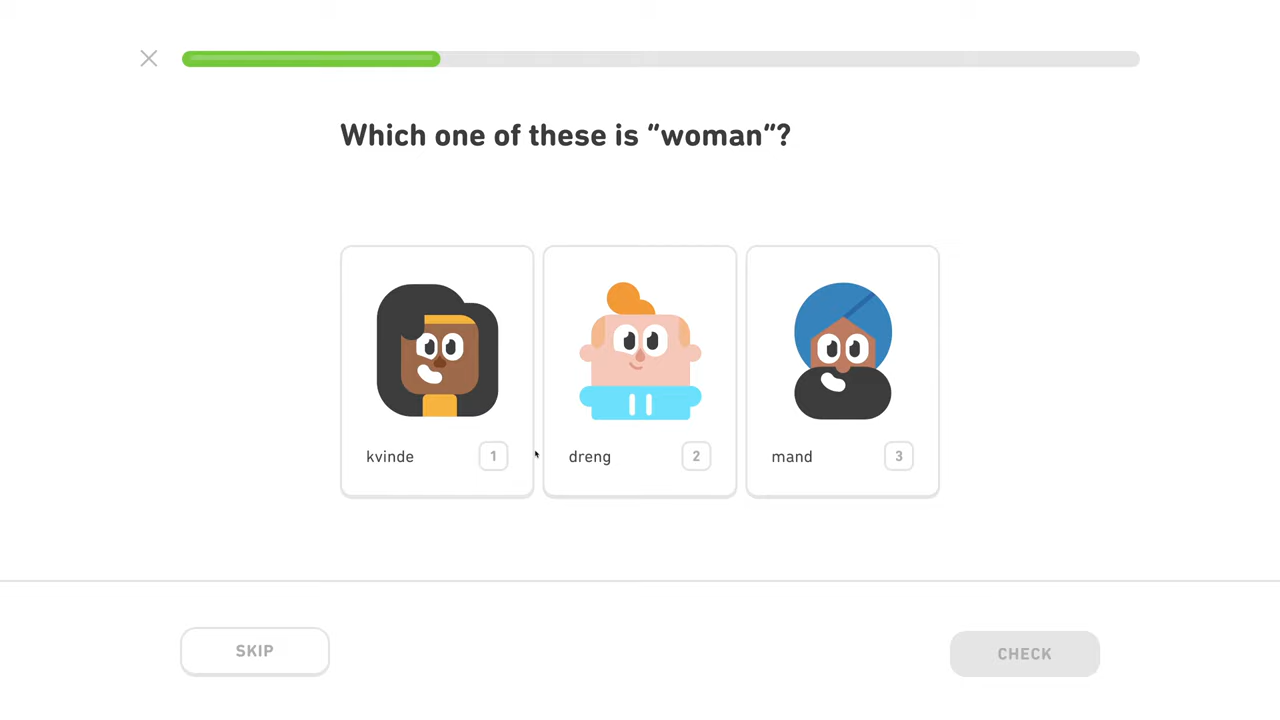 Which one of these is “woman”?
kvinde 1
dreng 2
mand 3
SKIP
CHECK